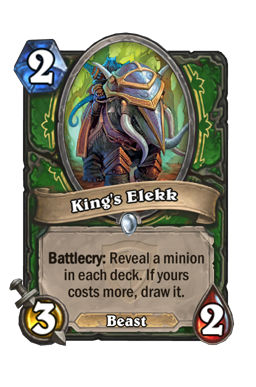 2
King's Elekk
Battlecry: Reveal a minion
in each deck. If yours
costs more, draw it.
3
Beast
2